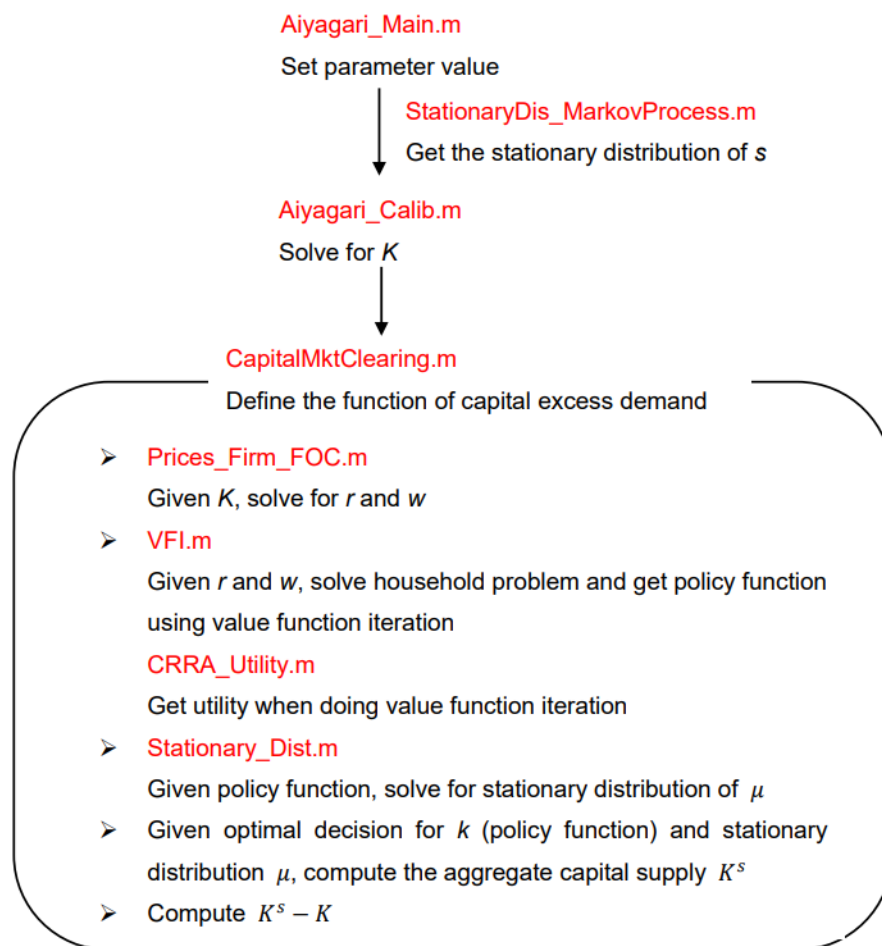 Aiyagari_Main.m
Set parameter value
StationaryDis_MarkovProcess.m
Get the stationary distribution of s
Aiyagari_Calib.m
Solve for K
CapitalMktClearing.m
Define the function of capital excess demand
➢ Prices_Firm_FOC.m
Given K, solve for r and w
➢ VFI.m
Given r and w, solve household problem and get policy function
using value function iteration
CRRA_Utility.m
Get utility when doing value function iteration
➢ Stationary_Dist.m
Given policy function, solve for stationary distribution of μ
➢ Given optimal decision for k (policy function) and stationary
distribution μ, compute the aggregate capital supply Kˢ
➢ Compute Kˢ − K